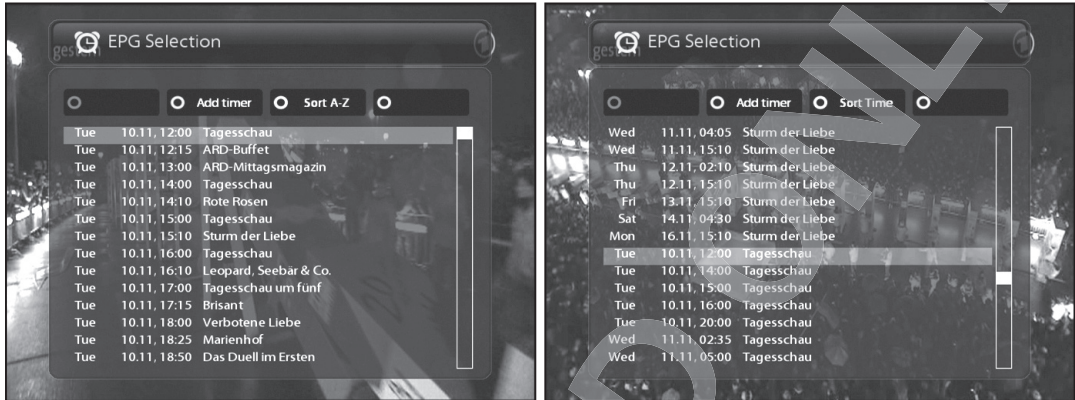 EPG Selection
gestern
Add timer
Sort A-Z
Tue 10.11, 12:00 Tagesschau
Tue 10.11, 12:15 ARD-Buffet
Tue 10.11, 13:00 ARD-Mittagsmagazin
Tue 10.11, 14:00 Tagesschau
Tue 10.11, 14:10 Rote Rosen
Tue 10.11, 15:00 Tagesschau
Tue 10.11, 15:10 Sturm der Liebe
Tue 10.11, 16:00 Tagesschau
Tue 10.11, 16:10 Leopard, Seebär & Co.
Tue 10.11, 17:00 Tagesschau um fünf
Tue 10.11, 17:15 Brisant
Tue 10.11, 18:00 Verbotene Liebe
Tue 10.11, 18:25 Marienhof
Tue 10.11, 18:50 Das Duell im Ersten
EPG Selection
gestern
Add timer
Sort Time
Wed 11.11, 04:05 Sturm der Liebe
Wed 11.11, 15:10 Sturm der Liebe
Thu 12.11, 02:10 Sturm der Liebe
Thu 12.11, 15:10 Sturm der Liebe
Fri 13.11, 15:10 Sturm der Liebe
Sat 14.11, 04:30 Sturm der Liebe
Mon 16.11, 15:10 Sturm der Liebe
Tue 10.11, 12:00 Tagesschau
Tue 10.11, 14:00 Tagesschau
Tue 10.11, 15:00 Tagesschau
Tue 10.11, 16:00 Tagesschau
Tue 10.11, 20:00 Tagesschau
Wed 11.11, 02:35 Tagesschau
Wed 11.11, 05:00 Tagesschau